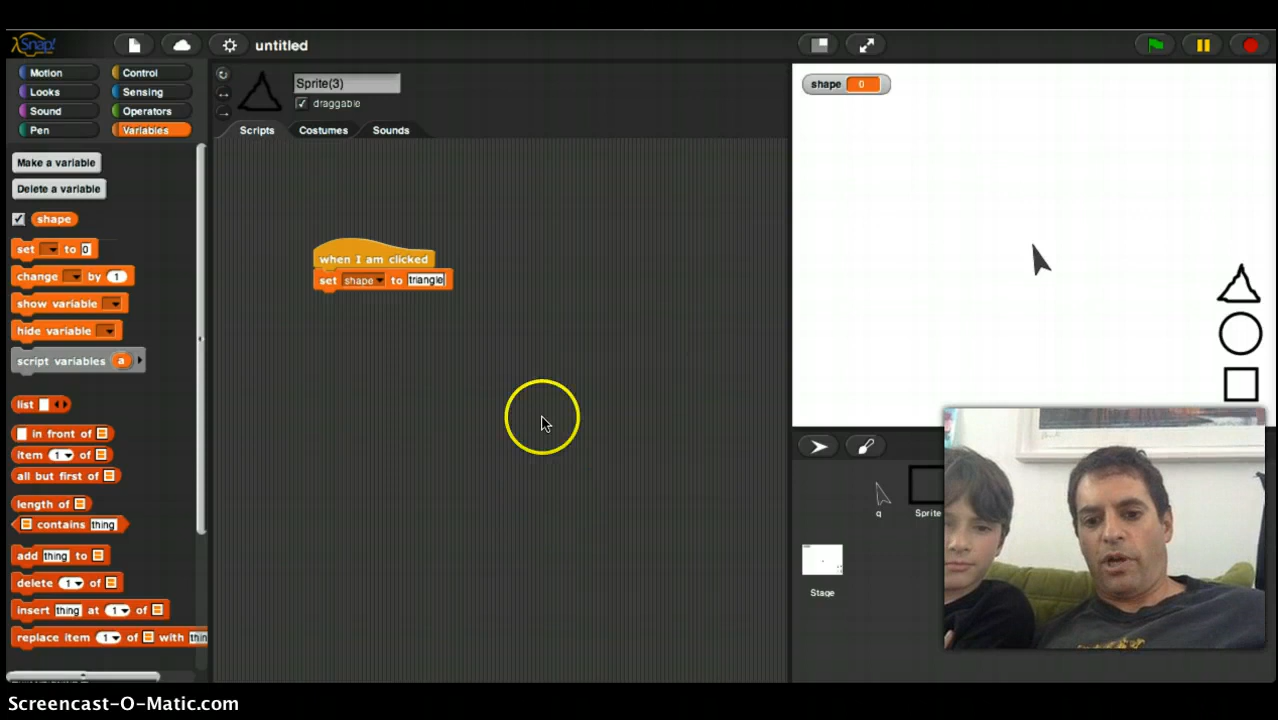 Snap!
untitled
Motion
Control
Looks
Sensing
Sound
Operators
Pen
Variables
Sprite(3)
draggable
Scripts
Costumes
Sounds
Make a variable
Delete a variable
shape
set to 0
change by 1
show variable
hide variable
script variables a
list
in front of
item 1 of
all but first of
length of
contains thing
add thing to
delete 1 of
insert thing at 1 of
replace item 1 of with thin
when I am clicked
set shape to triangle
shape 0
q
Sprite
Stage
Screencast-O-Matic.com